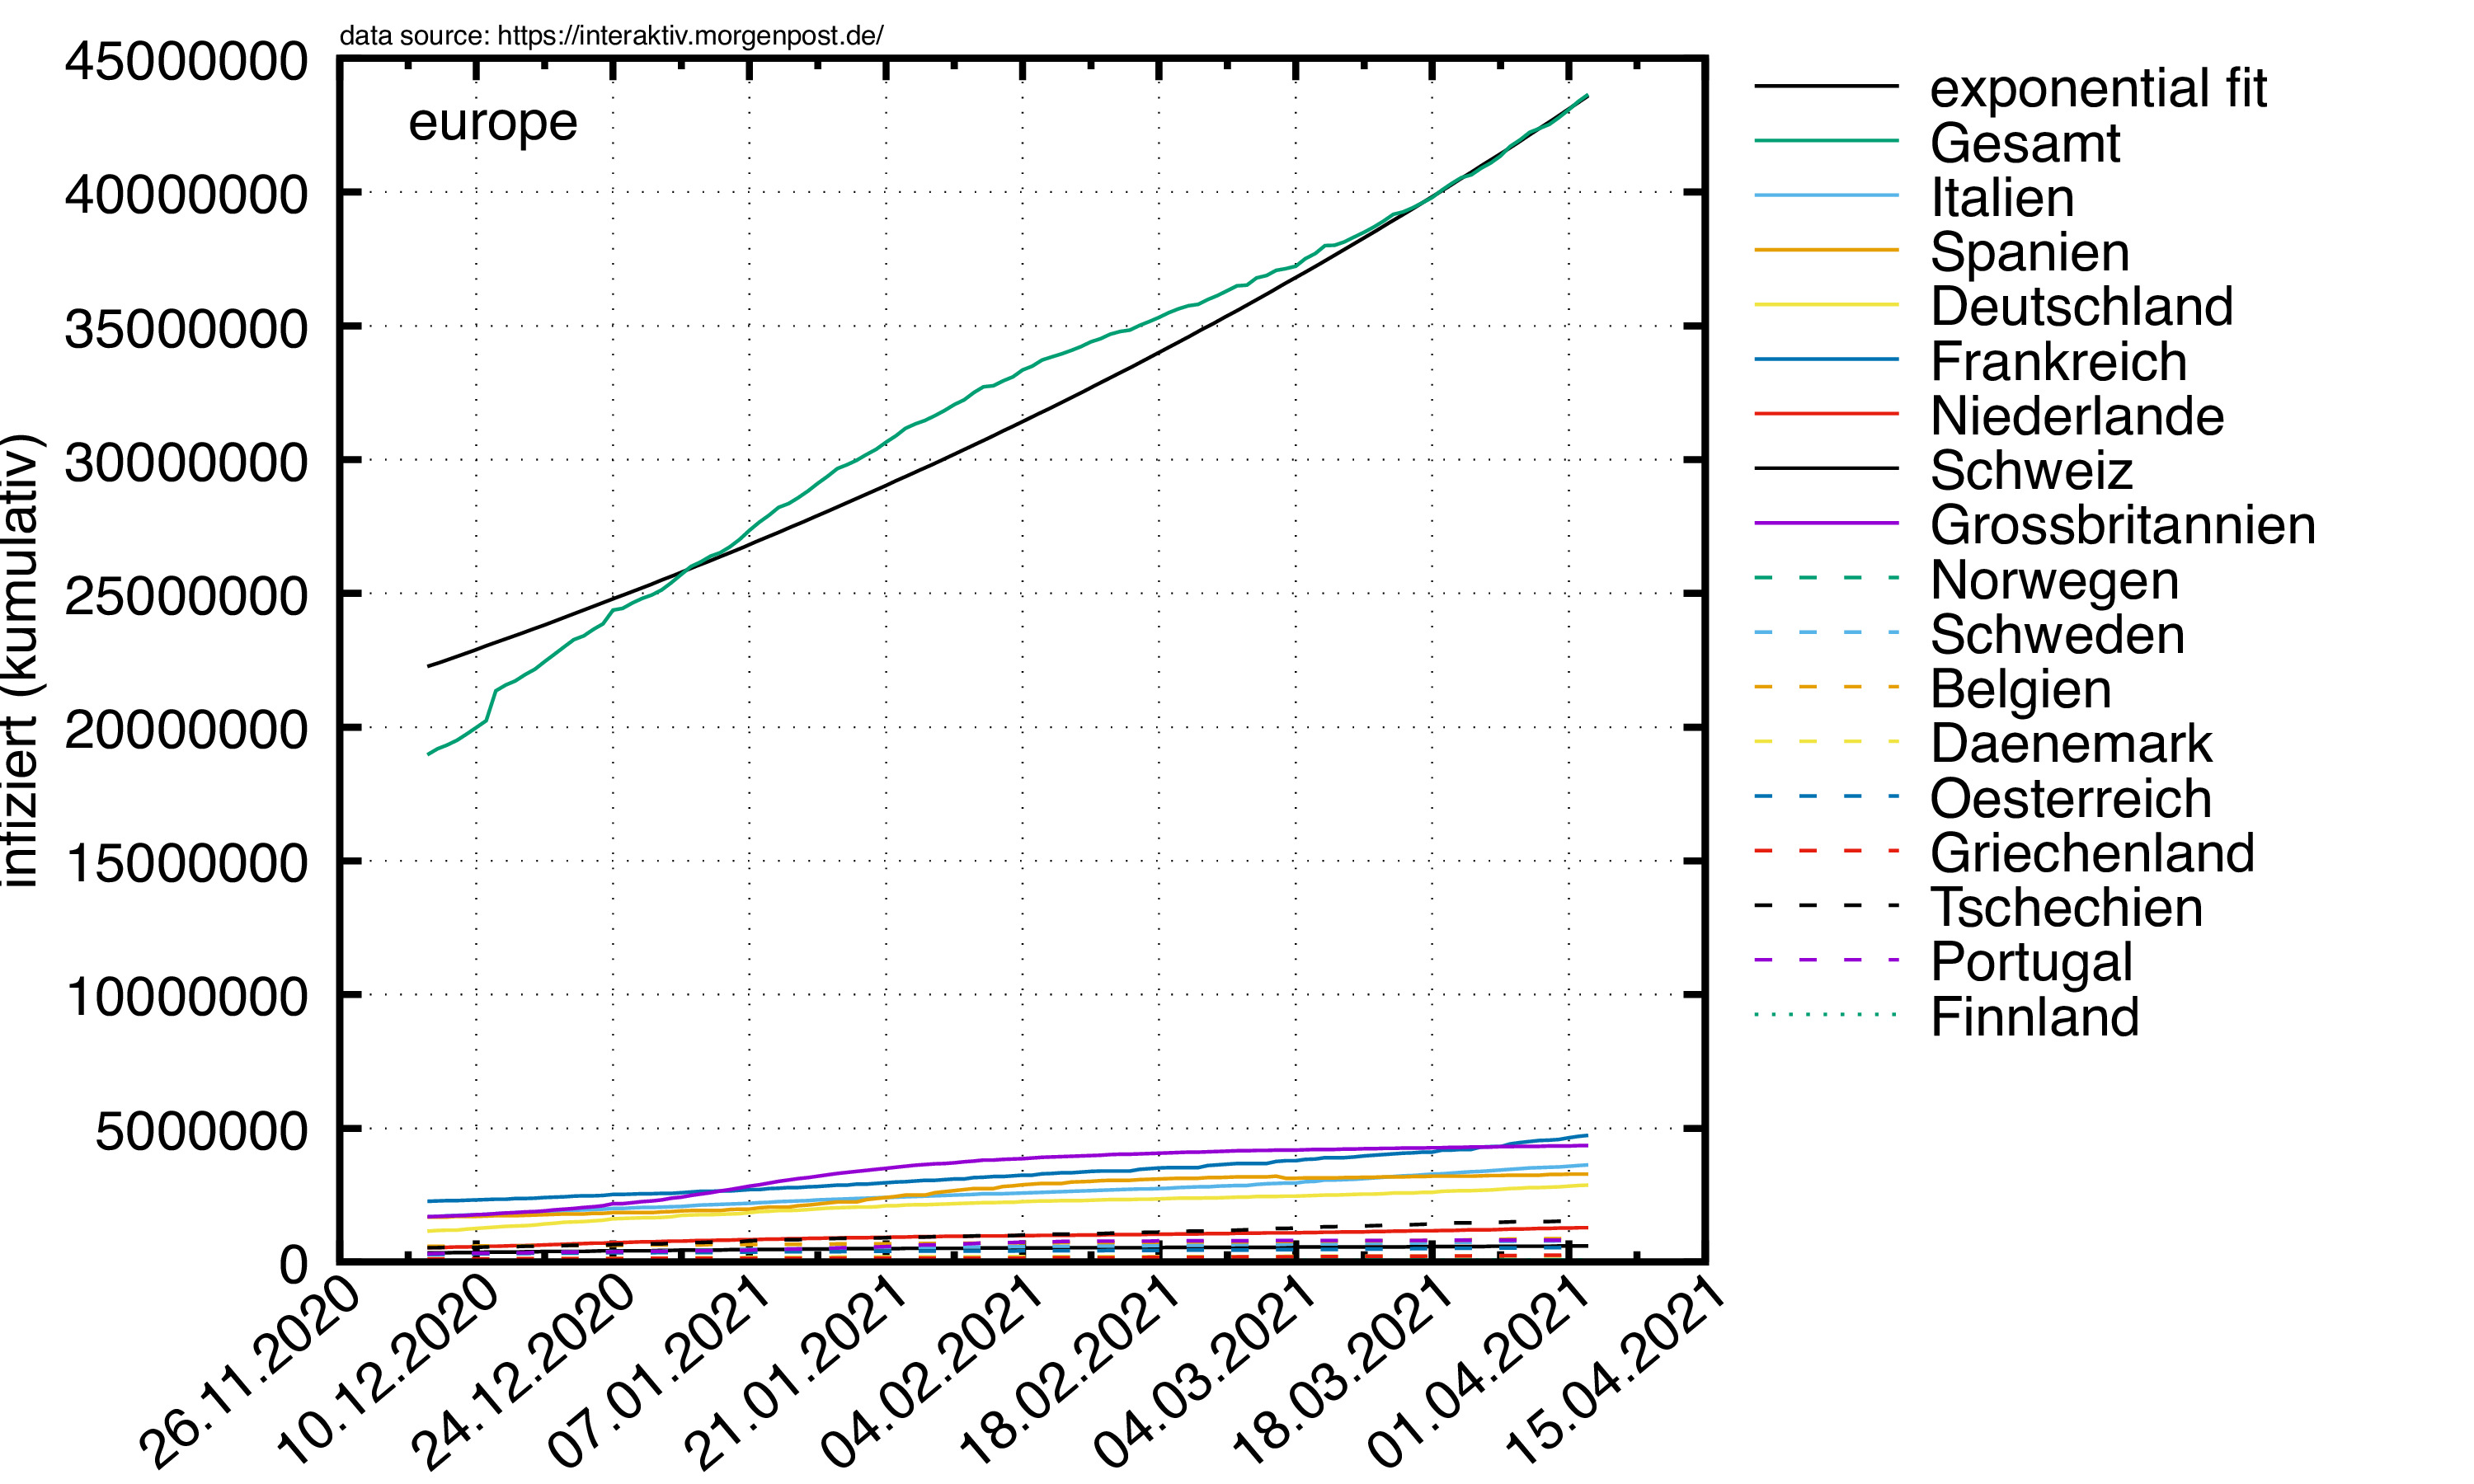 data source: https://interaktiv.morgenpost.de/
europe
infiziert (kumulativ)
45000000
40000000
35000000
30000000
25000000
20000000
15000000
10000000
5000000
0
26.11.2020
10.12.2020
24.12.2020
07.01.2021
21.01.2021
04.02.2021
18.02.2021
04.03.2021
18.03.2021
01.04.2021
15.04.2021
exponential fit
Gesamt
Italien
Spanien
Deutschland
Frankreich
Niederlande
Schweiz
Grossbritannien
Norwegen
Schweden
Belgien
Daenemark
Oesterreich
Griechenland
Tschechien
Portugal
Finnland